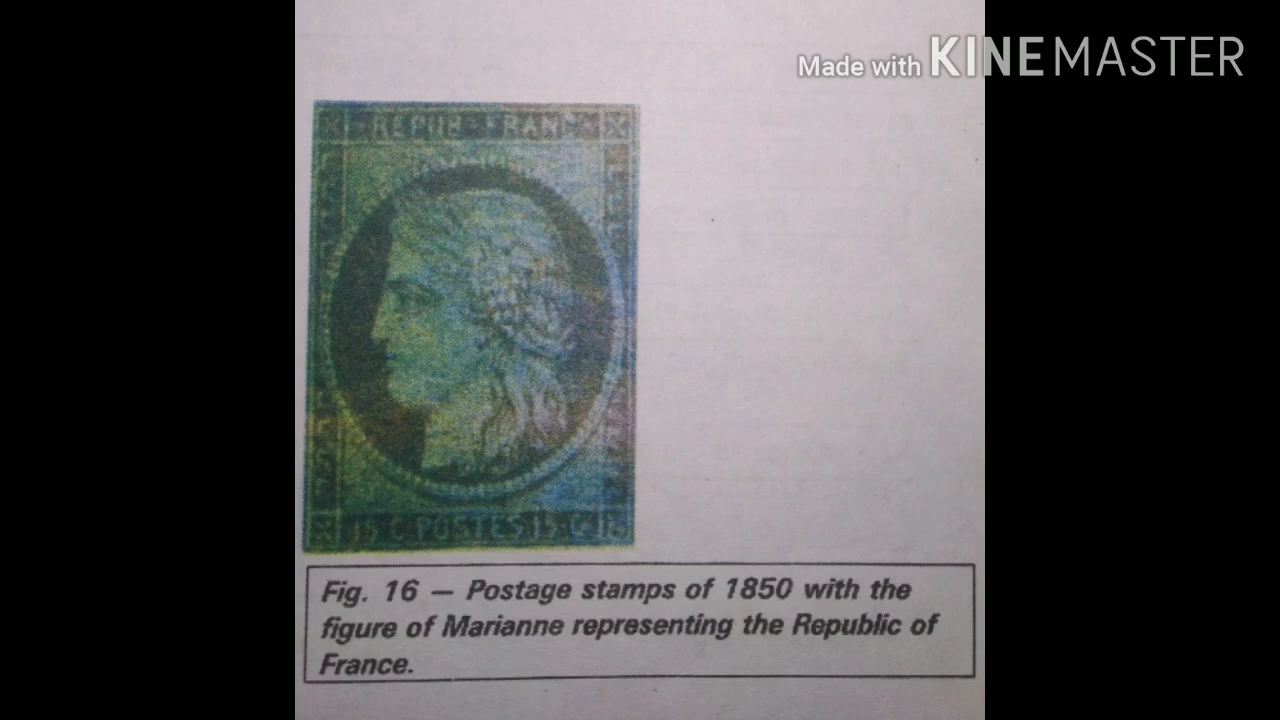 Made with KINEMASTER
REPUB FRANC
15 C POSTES 15 C
Fig. 16 — Postage stamps of 1850 with the
figure of Marianne representing the Republic of
France.